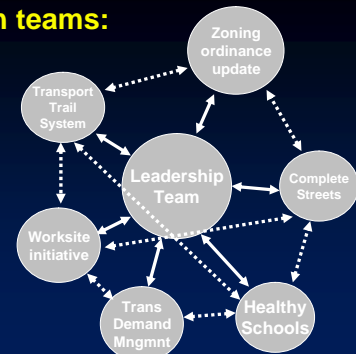 n teams:
Zoning
ordinance
update
Transport
Trail
System
Leadership
Team
Complete
Streets
Worksite
initiative
Trans
Demand
Mngmnt
Healthy
Schools